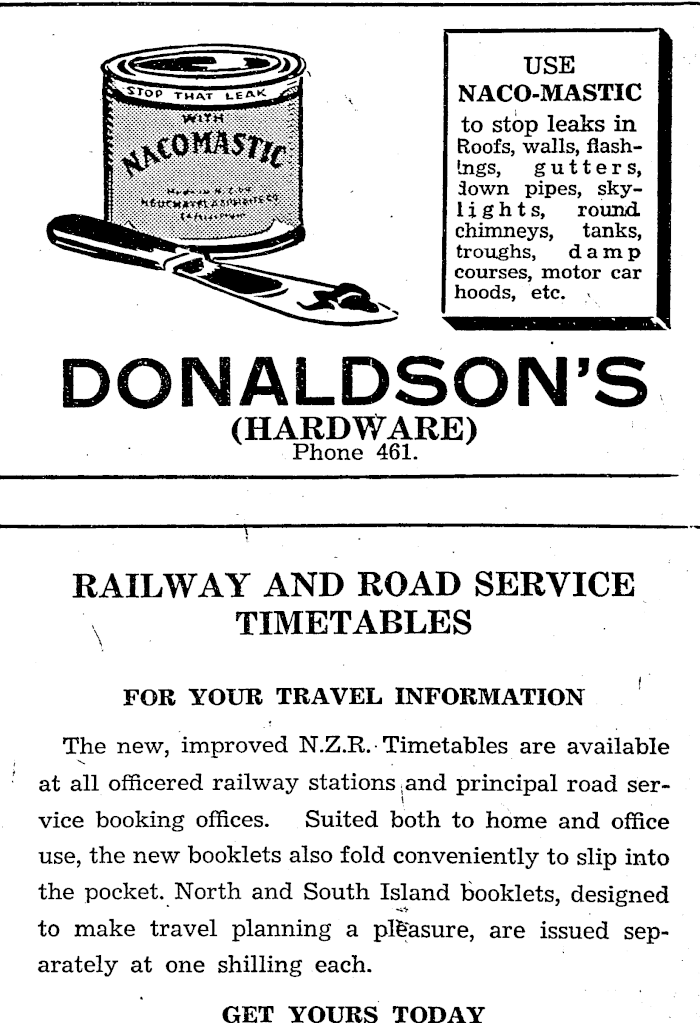 STOP THAT LEAK
WITH
NACOMASTIC
USE
NACO-MASTIC
to stop leaks in
Roofs, walls, flash-
ings, gutters,
down pipes, sky-
lights, round
chimneys, tanks,
troughs, damp
courses, motor car
hoods, etc.
DONALDSON'S
(HARDWARE)
Phone 461.
RAILWAY AND ROAD SERVICE
TIMETABLES
FOR YOUR TRAVEL INFORMATION
The new, improved N.Z.R. Timetables are available
at all officered railway stations and principal road ser-
vice booking offices. Suited both to home and office
use, the new booklets also fold conveniently to slip into
the pocket. North and South Island booklets, designed
to make travel planning a pleasure, are issued sep-
arately at one shilling each.
GET YOURS TODAY